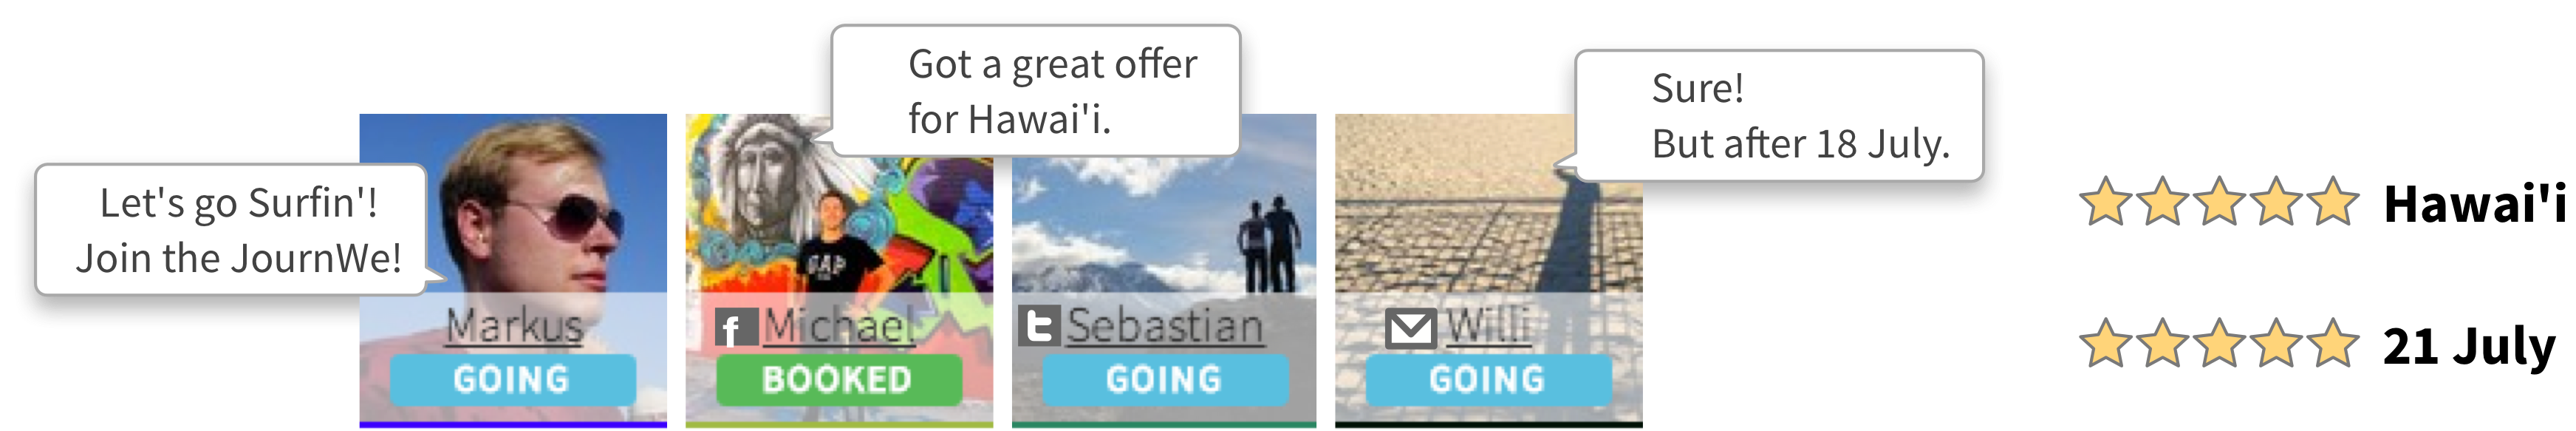 Let's go Surfin'!
Join the JournWe!
Got a great offer
for Hawai'i.
Sure!
But after 18 July.
GAP
Markus
GOING
f Michael
BOOKED
t Sebastian
GOING
Willi
GOING
Hawai'i
21 July